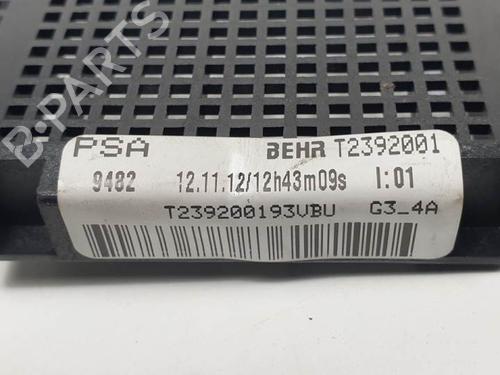 B-PARTS
PSA BEHR T2392001
9482 12.11.12/12h43m09s I:01
T239200193VBU G3_4A